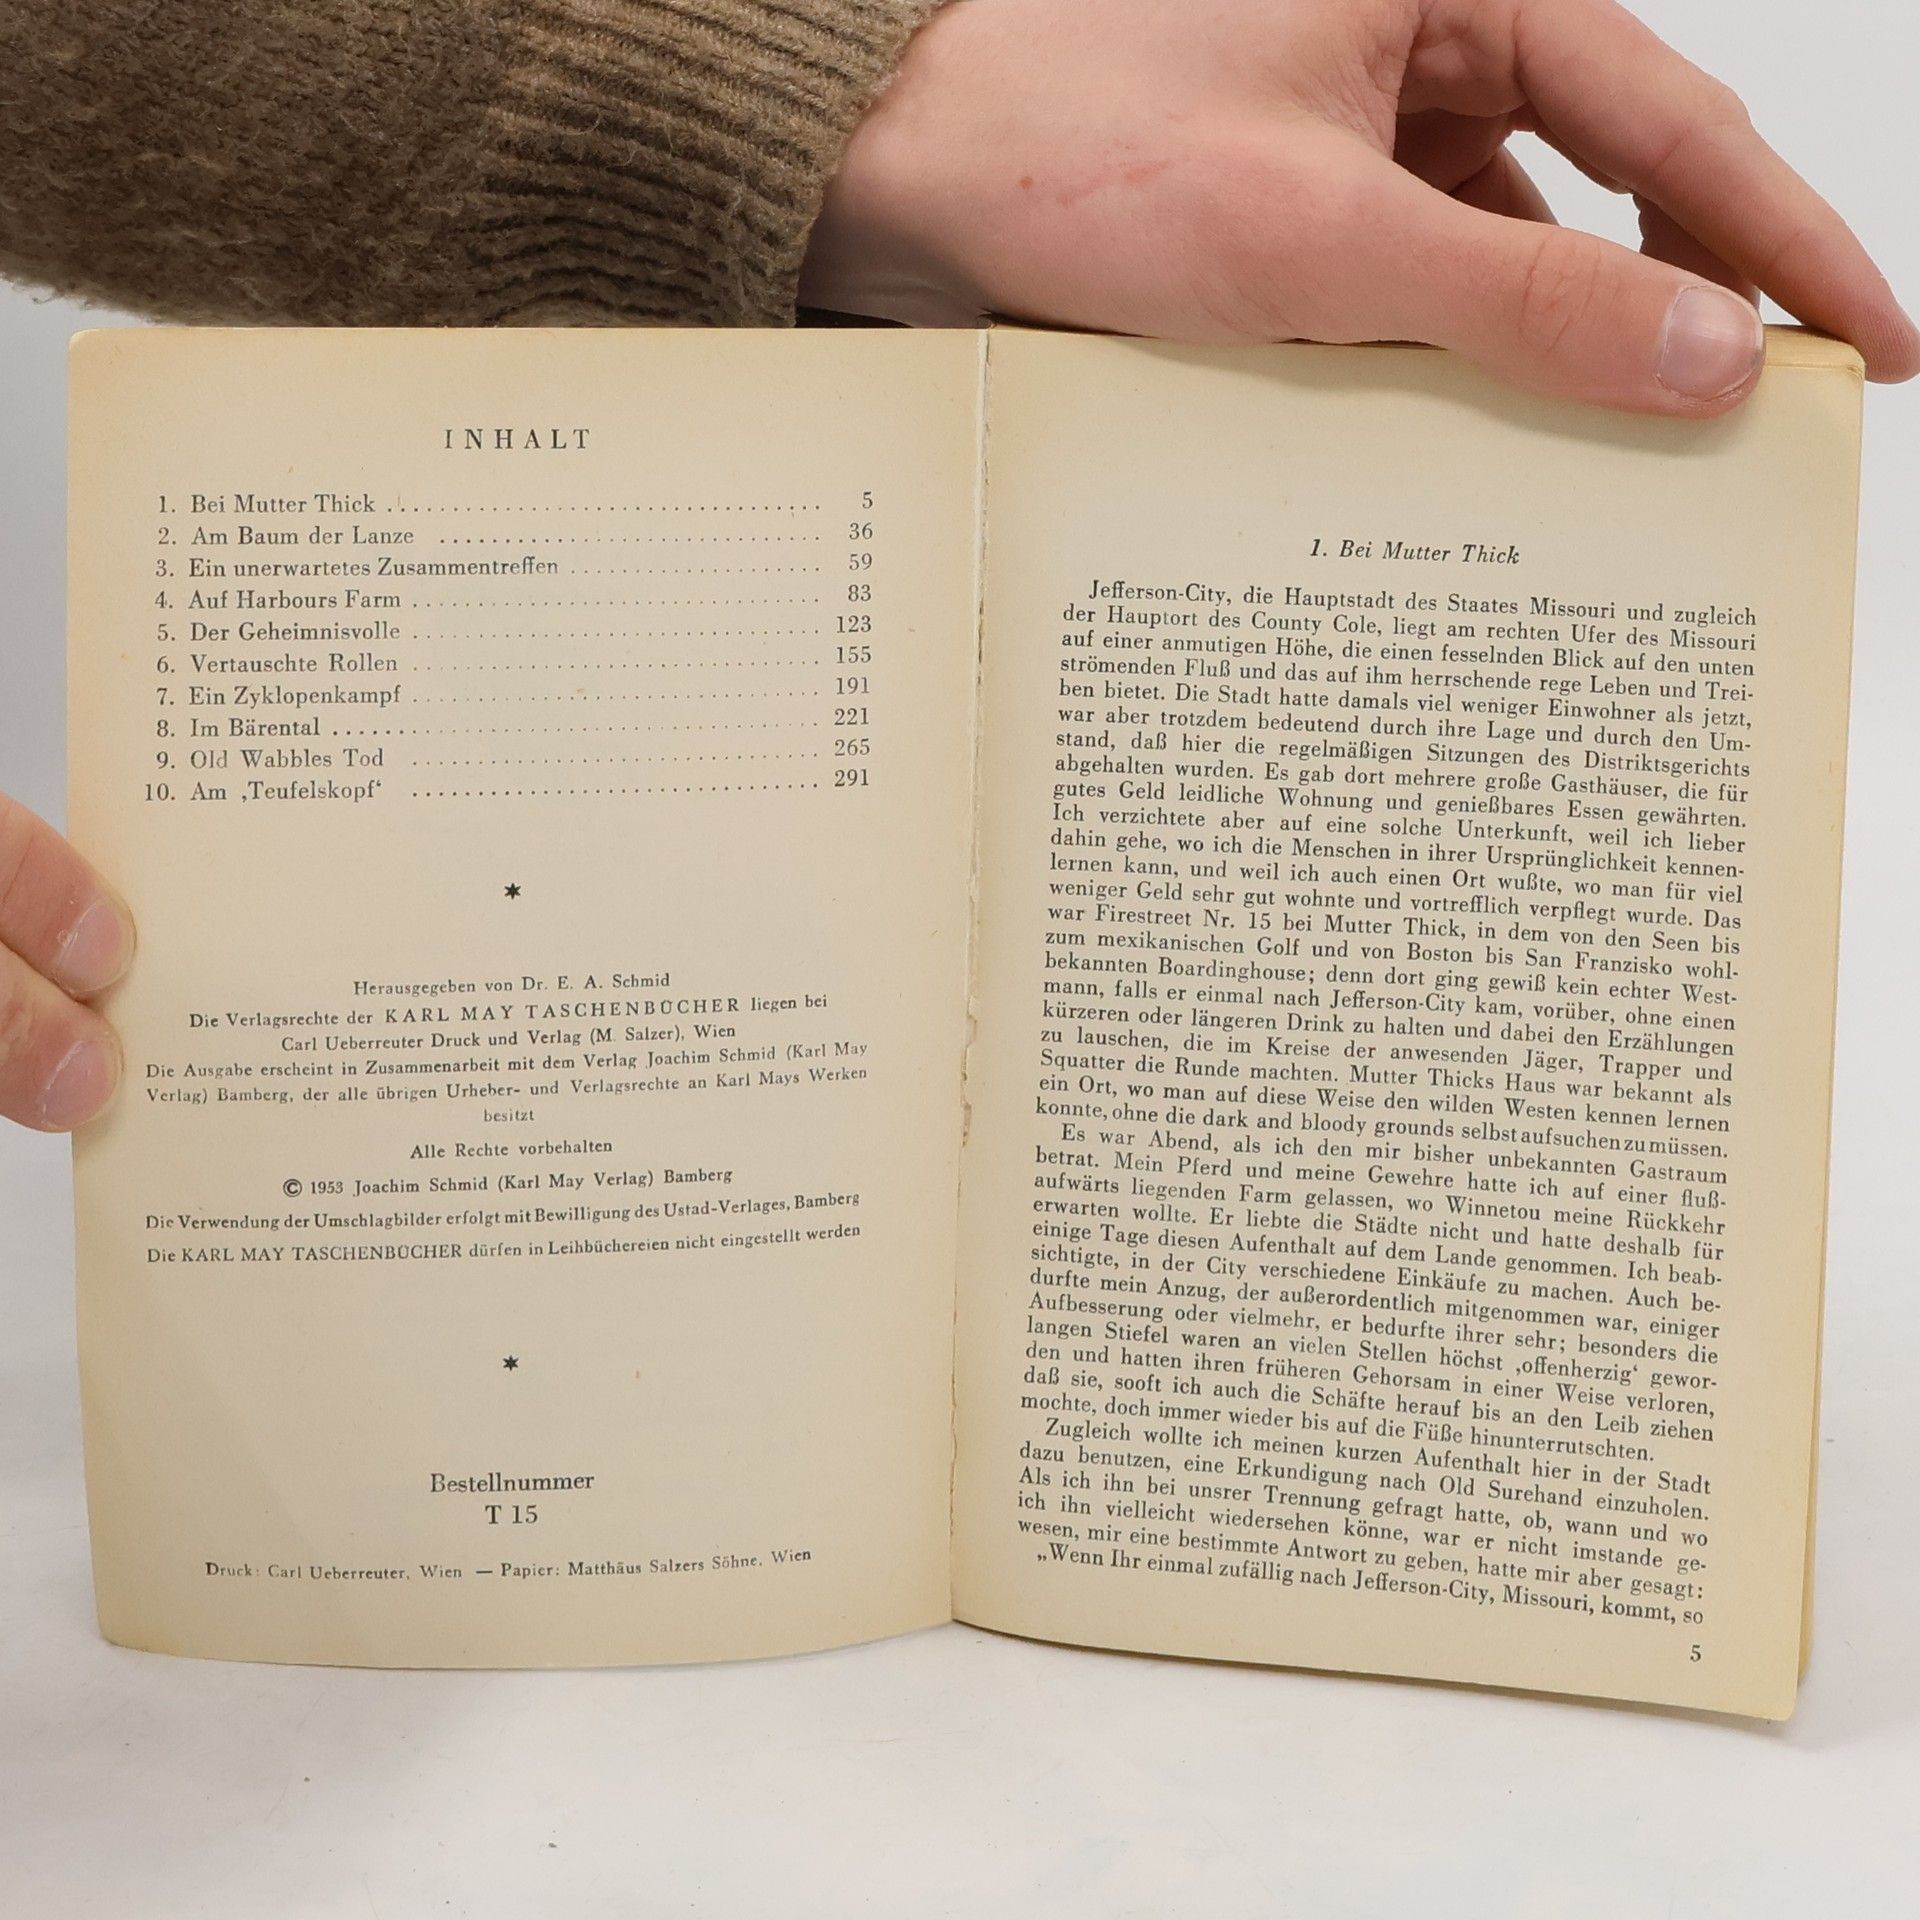 INHALT
1. Bei Mutter Thick . . . . . . . . . . . . . . . . . . . . . . . . . . . . . . . . . . 5
2. Am Baum der Lanze . . . . . . . . . . . . . . . . . . . . . . . . . . . . . . 36
3. Ein unerwartetes Zusammentreffen . . . . . . . . . . . . . . . . . . . . 59
4. Auf Harbours Farm . . . . . . . . . . . . . . . . . . . . . . . . . . . . . . . . 83
5. Der Geheimnisvolle . . . . . . . . . . . . . . . . . . . . . . . . . . . . . . . . 123
6. Vertauschte Rollen . . . . . . . . . . . . . . . . . . . . . . . . . . . . . . . . 155
7. Ein Zyklopenkampf . . . . . . . . . . . . . . . . . . . . . . . . . . . . . . . . 191
8. Im Bärental . . . . . . . . . . . . . . . . . . . . . . . . . . . . . . . . . . . . . . 221
9. Old Wabbles Tod . . . . . . . . . . . . . . . . . . . . . . . . . . . . . . . . 265
10. Am ‚Teufelskopf‘ . . . . . . . . . . . . . . . . . . . . . . . . . . . . . . . . 291
*
Herausgegeben von Dr. E. A. Schmid
Die Verlagsrechte der KARL MAY TASCHENBÜCHER liegen bei
Carl Ueberreuter Druck und Verlag (M. Salzer), Wien
Die Ausgabe erscheint in Zusammenarbeit mit dem Verlag Joachim Schmid (Karl May
Verlag) Bamberg, der alle übrigen Urheber- und Verlagsrechte an Karl Mays Werken
besitzt
Alle Rechte vorbehalten
© 1953 Joachim Schmid (Karl May Verlag) Bamberg
Die Verwendung der Umschlagbilder erfolgt mit Bewilligung des Ustad-Verlages, Bamberg
Die KARL MAY TASCHENBÜCHER dürfen in Leihbüchereien nicht eingestellt werden
*
Bestellnummer
T 15
Druck: Carl Ueberreuter, Wien — Papier: Matthäus Salzers Söhne, Wien
1. Bei Mutter Thick
Jefferson-City, die Hauptstadt des Staates Missouri und zugleich
der Hauptort des County Cole, liegt am rechten Ufer des Missouri
auf einer anmutigen Höhe, die einen fesselnden Blick auf den unten
strömenden Fluß und das auf ihm herrschende rege Leben und Trei-
ben bietet. Die Stadt hatte damals viel weniger Einwohner als jetzt,
war aber trotzdem bedeutend durch ihre Lage und durch den Um-
stand, daß hier die regelmäßigen Sitzungen des Distriktsgerichts
abgehalten wurden. Es gab dort mehrere große Gasthäuser, die für
gutes Geld leidliche Wohnung und genießbares Essen gewährten.
Ich verzichtete aber auf eine solche Unterkunft, weil ich lieber
dahin gehe, wo ich die Menschen in ihrer Ursprünglichkeit kennen-
lernen kann, und weil ich auch einen Ort wußte, wo man für viel
weniger Geld sehr gut wohnte und vortrefflich verpflegt wurde. Das
war Firestreet Nr. 15 bei Mutter Thick, in dem von den Seen bis
zum mexikanischen Golf und von Boston bis San Franzisko wohl-
bekannten Boardinghouse; denn dort ging gewiß kein echter West-
mann, falls er einmal nach Jefferson-City kam, vorüber, ohne einen
kürzeren oder längeren Drink zu halten und dabei den Erzählungen
zu lauschen, die im Kreise der anwesenden Jäger, Trapper und
Squatter die Runde machten. Mutter Thicks Haus war bekannt als
ein Ort, wo man auf diese Weise den wilden Westen kennen lernen
konnte, ohne die dark and bloody grounds selbst aufsuchen zu müssen.
Es war Abend, als ich den mir bisher unbekannten Gastraum
betrat. Mein Pferd und meine Gewehre hatte ich auf einer fluß-
aufwärts liegenden Farm gelassen, wo Winnetou meine Rückkehr
erwarten wollte. Er liebte die Städte nicht und hatte deshalb für
einige Tage diesen Aufenthalt auf dem Lande genommen. Ich beab-
sichtigte, in der City verschiedene Einkäufe zu machen. Auch be-
durfte mein Anzug, der außerordentlich mitgenommen war, einiger
Aufbesserung oder vielmehr, er bedurfte ihrer sehr; besonders die
langen Stiefel waren an vielen Stellen höchst ‚offenherzig‘ gewor-
den und hatten ihren früheren Gehorsam in einer Weise verloren,
daß sie, sooft ich auch die Schäfte herauf bis an den Leib ziehen
mochte, doch immer wieder bis auf die Füße hinunterrutschten.
Zugleich wollte ich meinen kurzen Aufenthalt hier in der Stadt
dazu benutzen, eine Erkundigung nach Old Surehand einzuholen.
Als ich ihn bei unsrer Trennung gefragt hatte, ob, wann und wo
ich ihn vielleicht wiedersehen könne, war er nicht imstande ge-
wesen, mir eine bestimmte Antwort zu geben, hatte mir aber gesagt:
„Wenn Ihr einmal zufällig nach Jefferson-City, Missouri, kommt, so
5